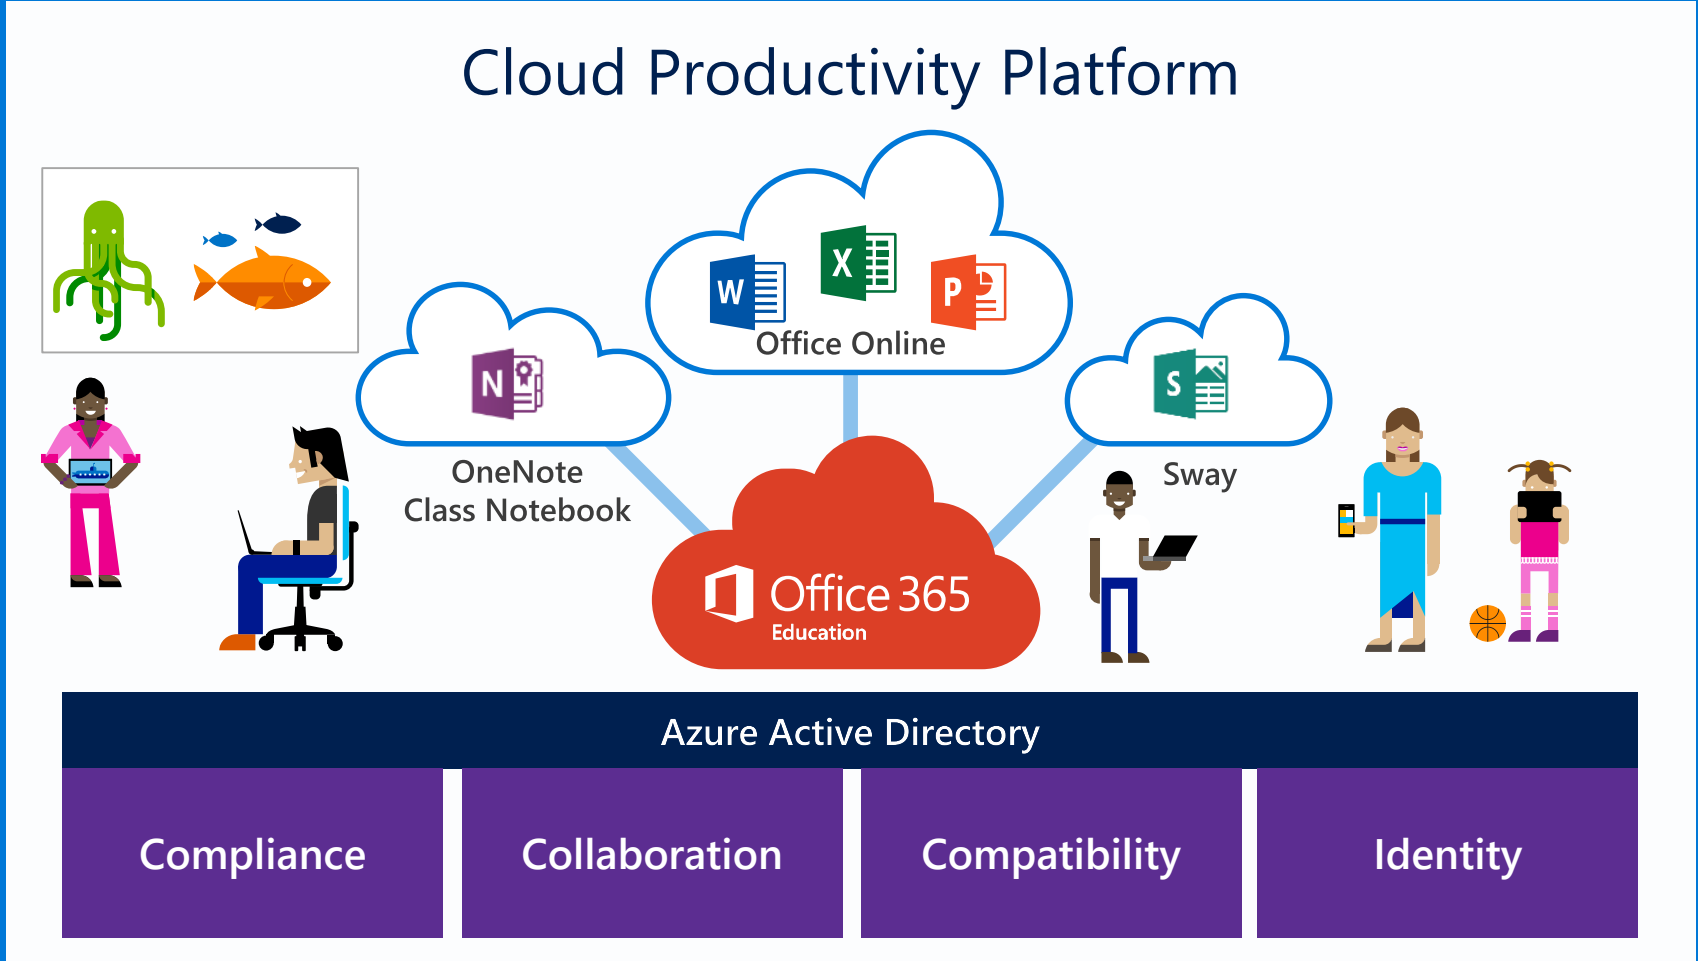 Cloud Productivity Platform
W
X
P
Office Online
N
OneNote
Class Notebook
S
Sway
Office 365
Education
Azure Active Directory
Compliance
Collaboration
Compatibility
Identity